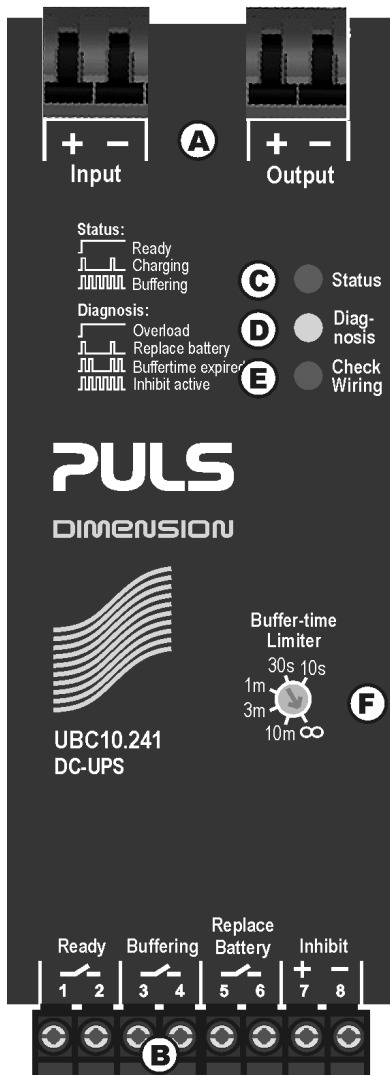 + − + −
A
Input Output
Status:
Ready
Charging
Buffering
Diagnosis:
Overload
Replace battery
Buffertime expired
Inhibit active
C Status
D Diag-
nosis
E Check
Wiring
PULS
DIMENSION
Buffer-time
Limiter
30s 10s
1m
3m
10m ∞
F
UBC10.241
DC-UPS
Ready Buffering Replace
Battery Inhibit
+ −
1 2 3 4 5 6 7 8
B